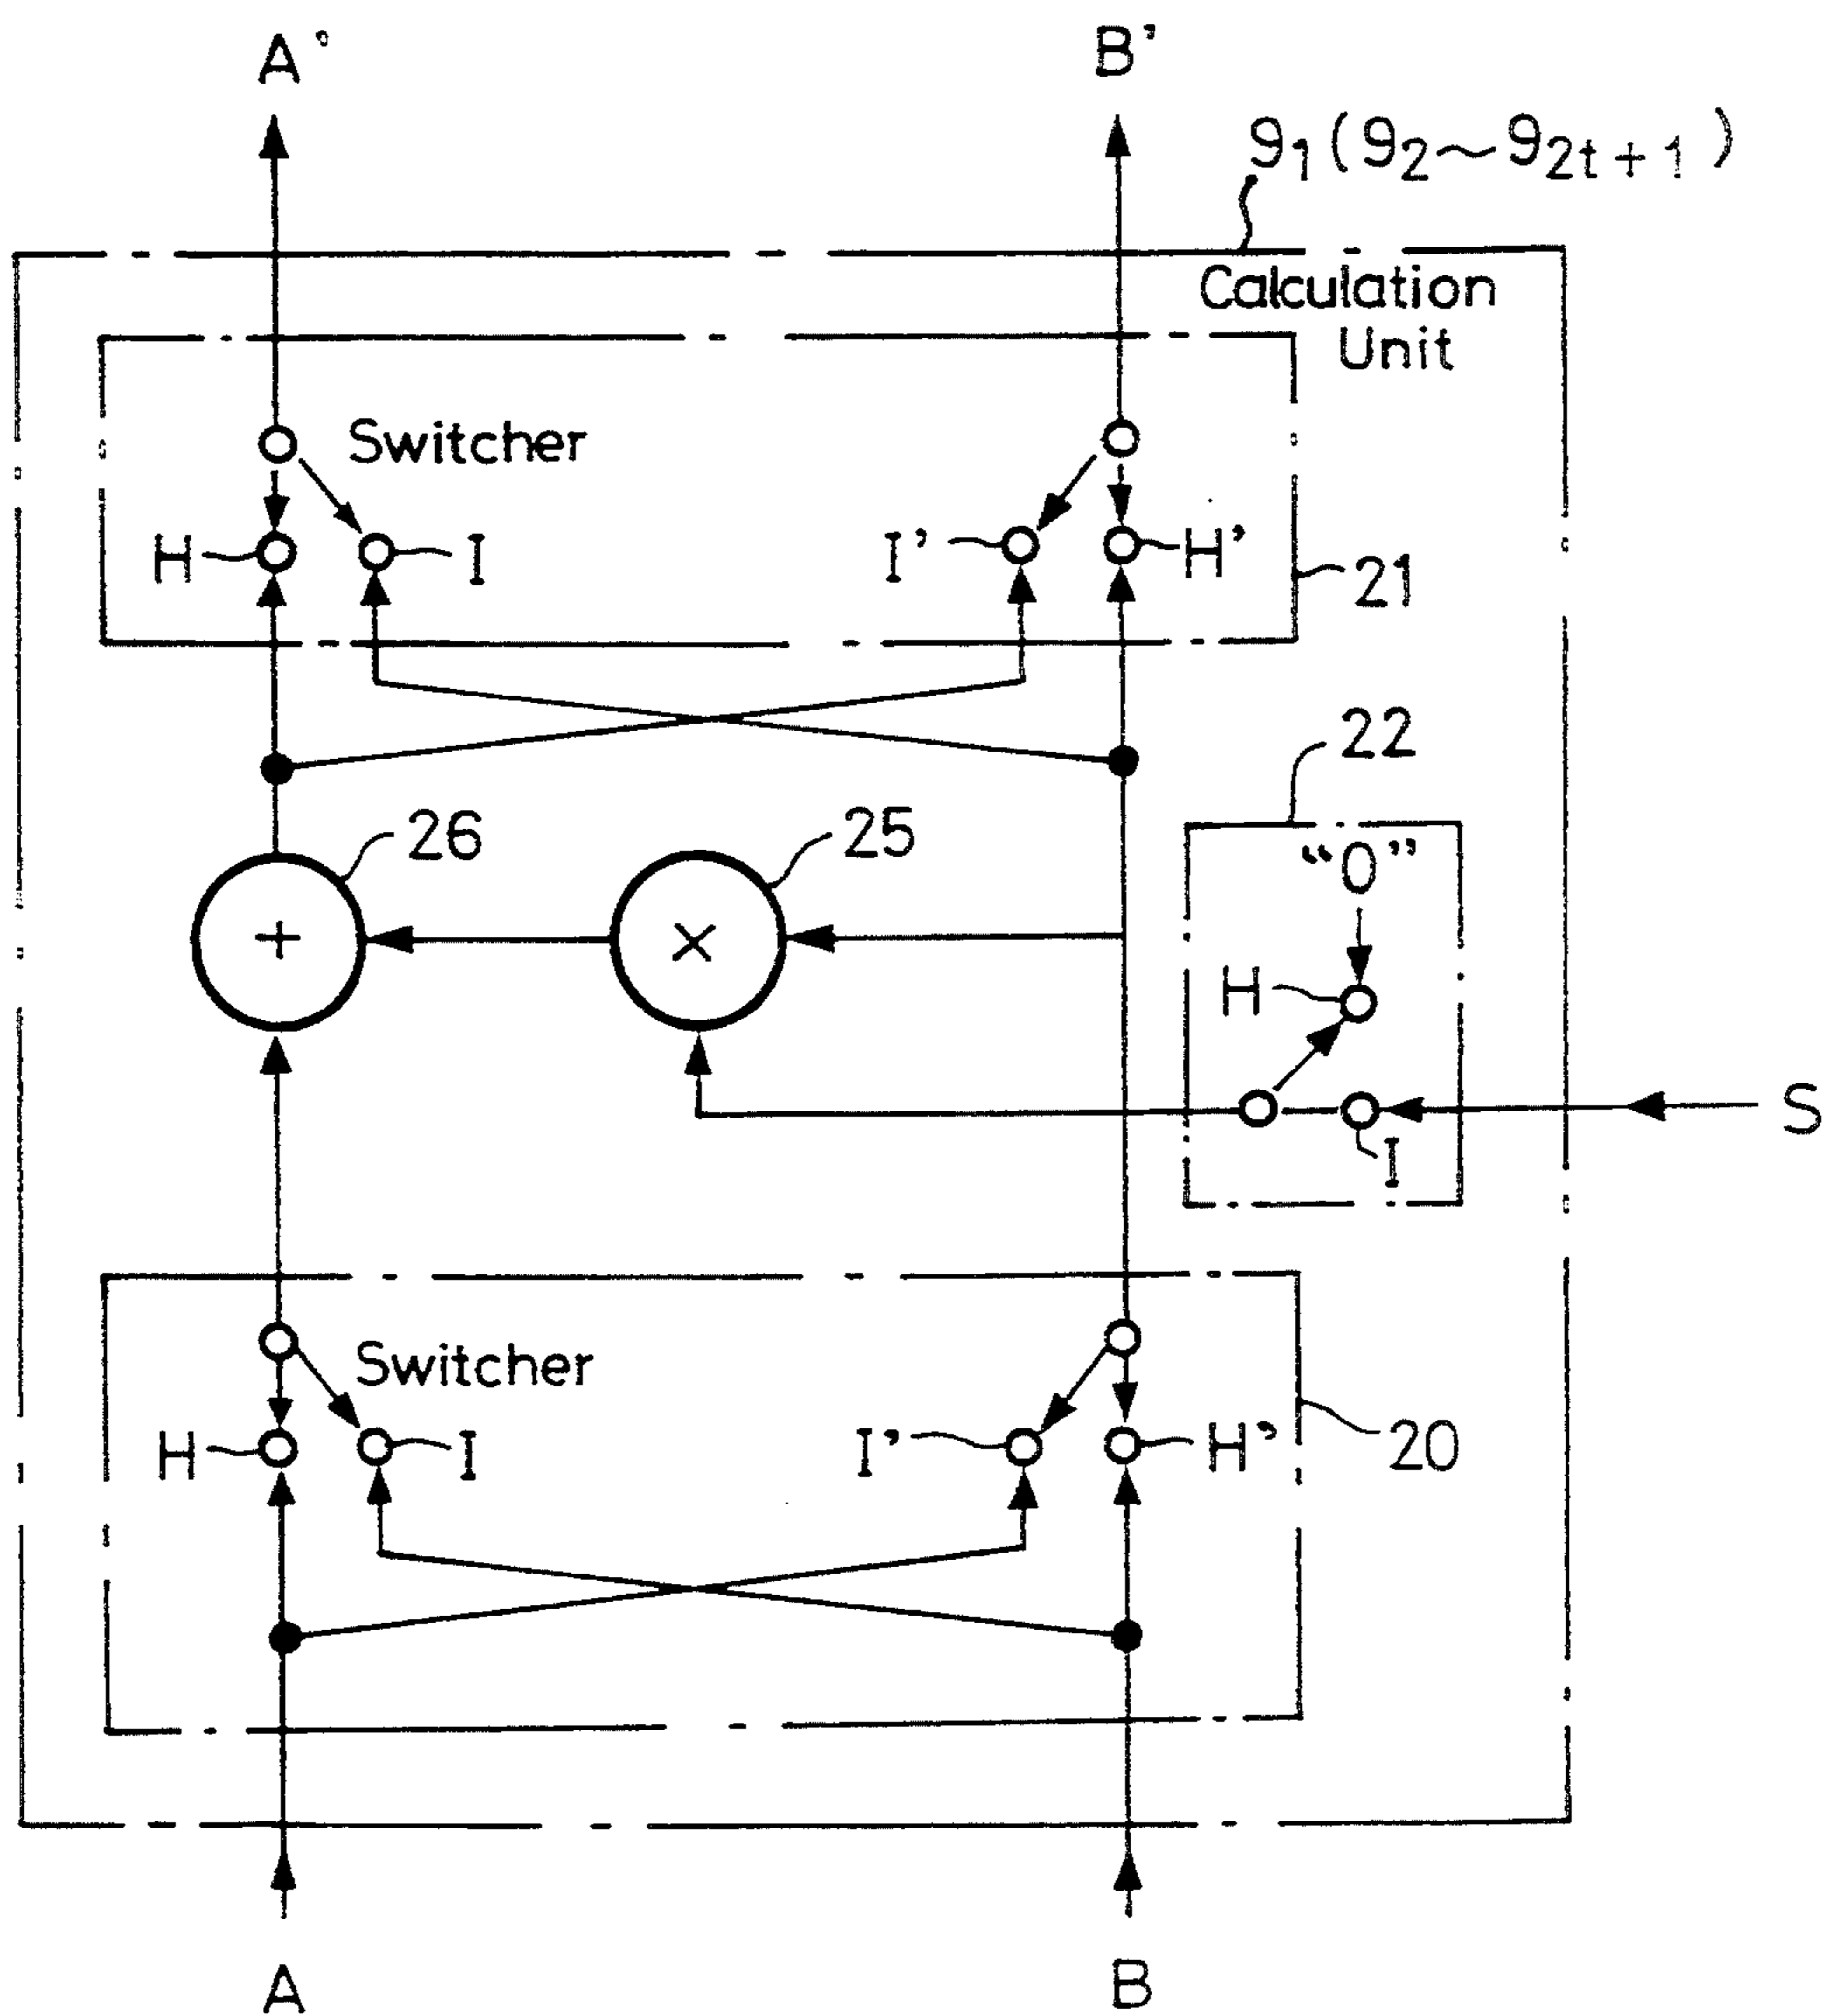 A' B'
9₁ (9₂~9₂ₜ₊₁)
Calculation
Unit
Switcher
H I I' H'
21
22
26 25 "0"
+ × H
S
I
Switcher
H I I' H' 20
A B